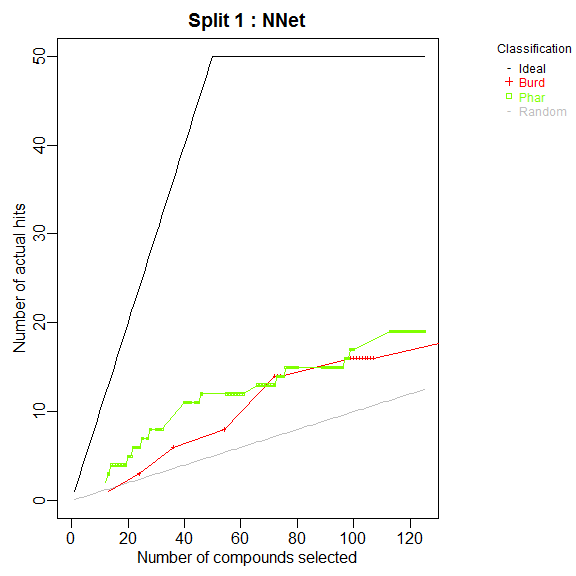 Split 1 : NNet
Classification
- Ideal
+ Burd
Phar
- Random
Number of actual hits
50
40
30
20
10
0
0 20 40 60 80 100 120
Number of compounds selected